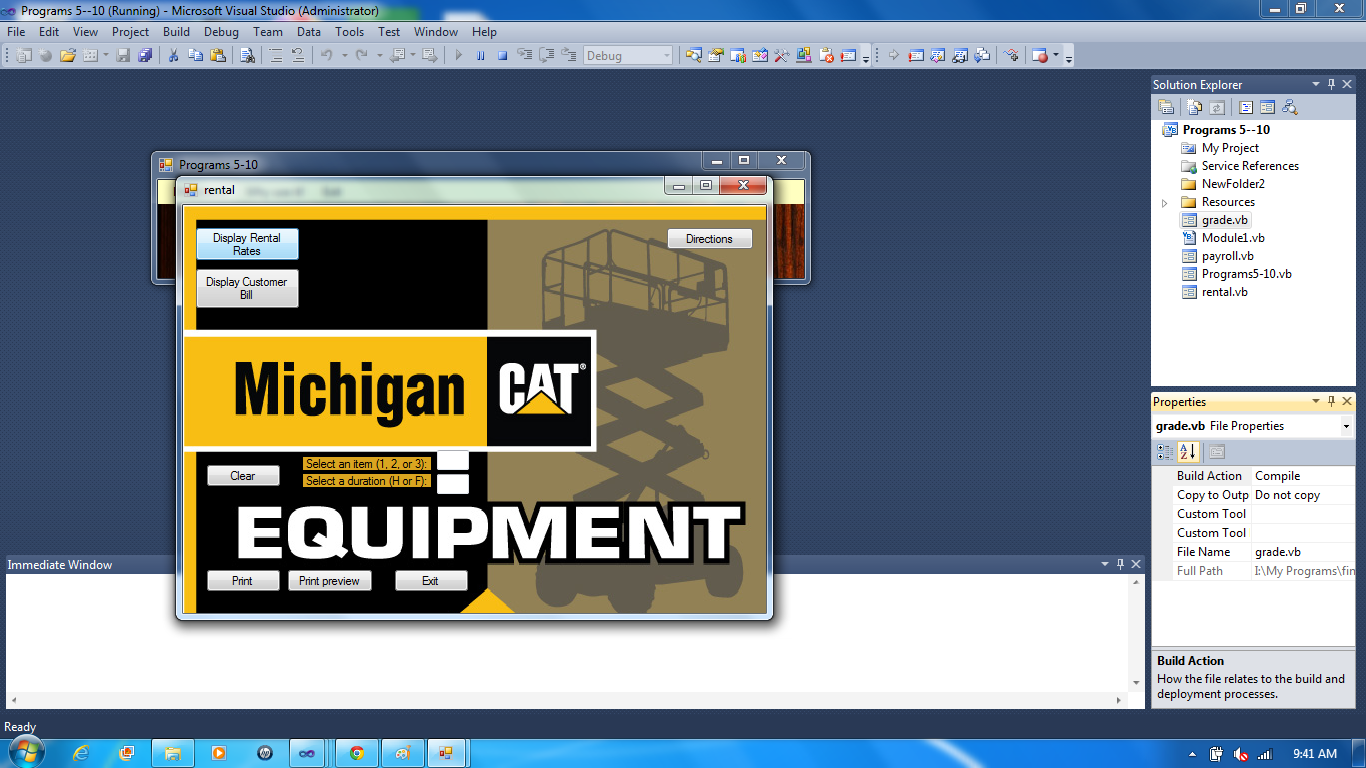 Programs 5--10 (Running) - Microsoft Visual Studio (Administrator)
File Edit View Project Build Debug Team Data Tools Test Window Help
Debug
Programs 5-10
Exit
rental
Display Rental
Rates
Display Customer
Bill
Directions
Michigan
CAT®
Clear
Select an item (1, 2, or 3):
Select a duration (H or F):
EQUIPMENT
Print
Print preview
Exit
Immediate Window
Solution Explorer
Programs 5--10
My Project
Service References
NewFolder2
Resources
grade.vb
Module1.vb
payroll.vb
Programs5-10.vb
rental.vb
Properties
grade.vb File Properties
Build Action Compile
Copy to Outp Do not copy
Custom Tool
Custom Tool
File Name grade.vb
Full Path I:\My Programs\fin
Build Action
How the file relates to the build and
deployment processes.
Ready
9:41 AM